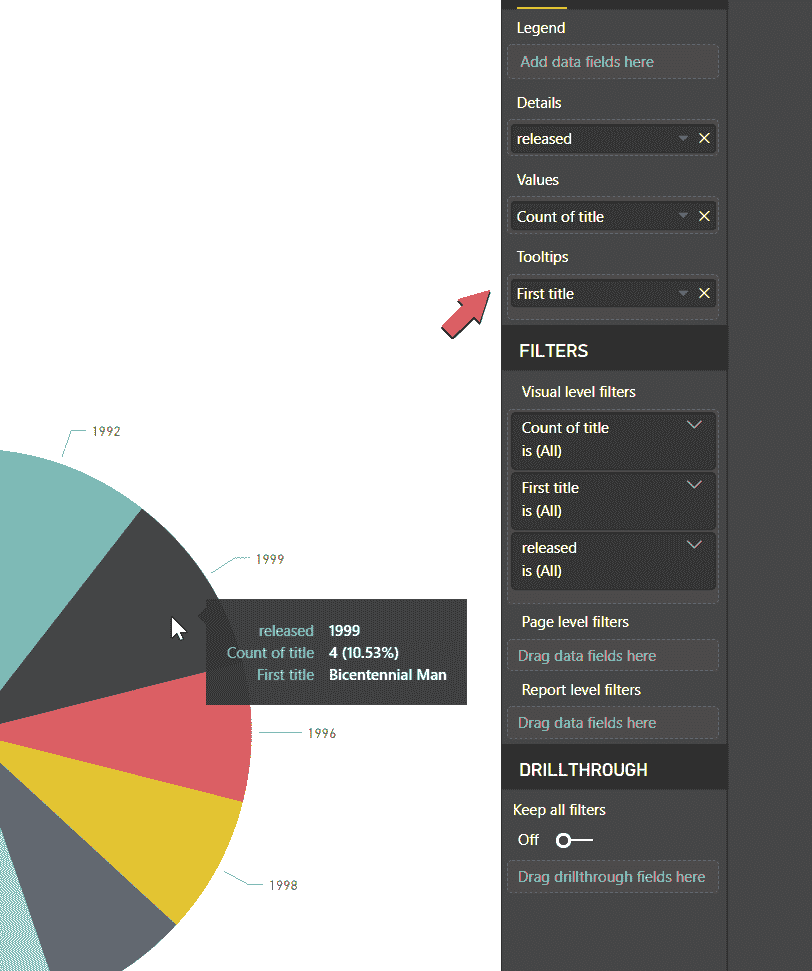 1992
1999
released 1999
Count of title 4 (10.53%)
First title Bicentennial Man
1996
1998
Legend
Add data fields here
Details
released
Values
Count of title
Tooltips
First title
FILTERS
Visual level filters
Count of title
is (All)
First title
is (All)
released
is (All)
Page level filters
Drag data fields here
Report level filters
Drag data fields here
DRILLTHROUGH
Keep all filters
Off
Drag drillthrough fields here